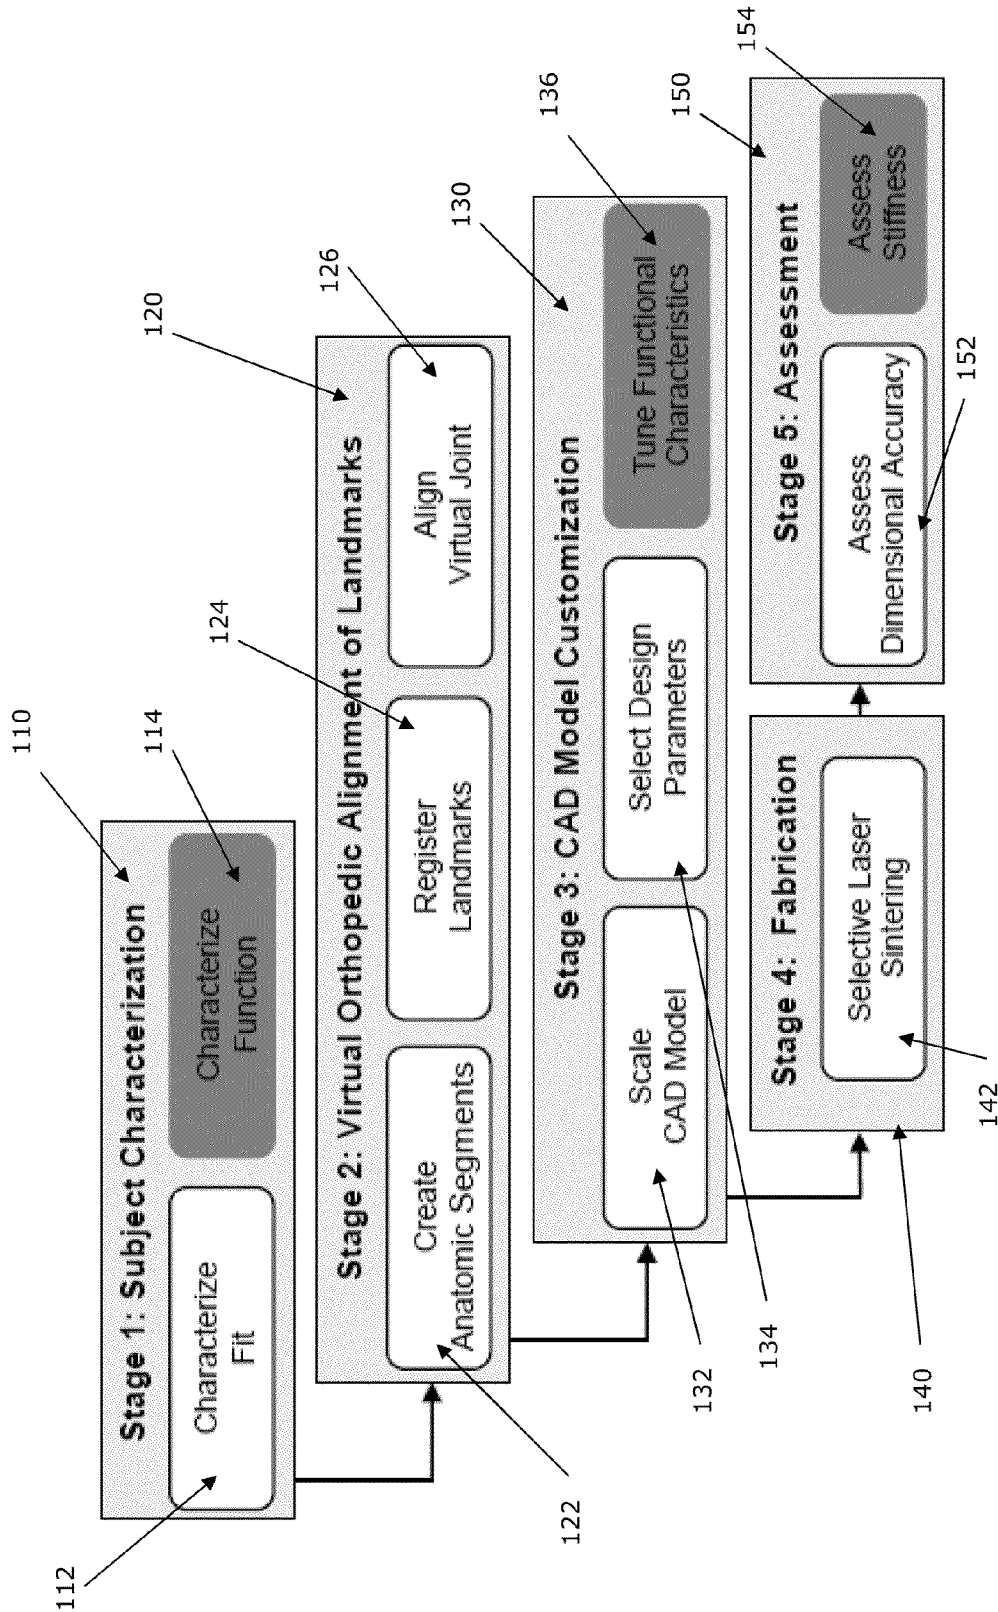 110
Stage 1: Subject Characterization
112
Characterize
Fit
114
Characterize
Function
120
Stage 2: Virtual Orthopedic Alignment of Landmarks
122
Create
Anatomic Segments
124
Register
Landmarks
126
Align
Virtual Joint
130
Stage 3: CAD Model Customization
132
Scale
CAD Model
134
Select Design
Parameters
136
Tune Functional
Characteristics
140
Stage 4: Fabrication
142
Selective Laser
Sintering
150
Stage 5: Assessment
152
Assess
Dimensional Accuracy
154
Assess
Stiffness